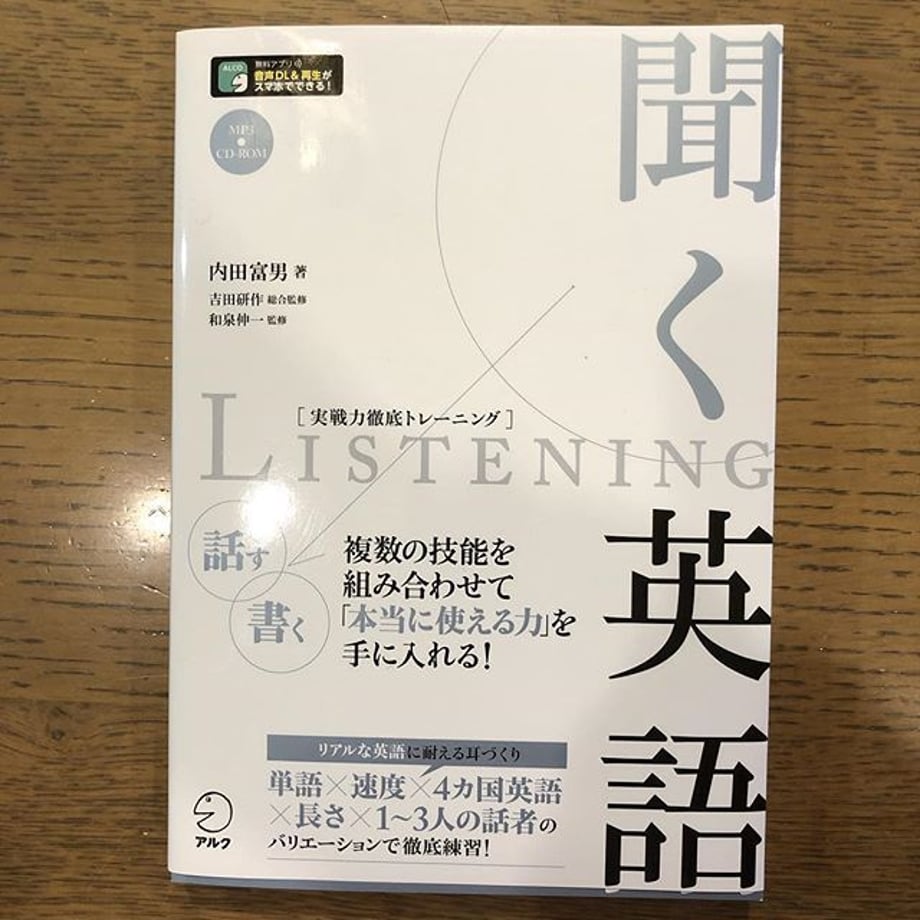 ALCO
無料アプリ
音声DL&再生が
スマホでできる!
MP3
CD-ROM
聞く英語
内田富男 著
吉田研作 総合監修
和泉伸一 監修
[実戦力徹底トレーニング]
LISTENING
話す
書く
複数の技能を
組み合わせて
「本当に使える力」を
手に入れる!
リアルな英語に耐える耳づくり
単語×速度×4カ国英語
×長さ×1~3人の話者の
バリエーションで徹底練習!
アルク